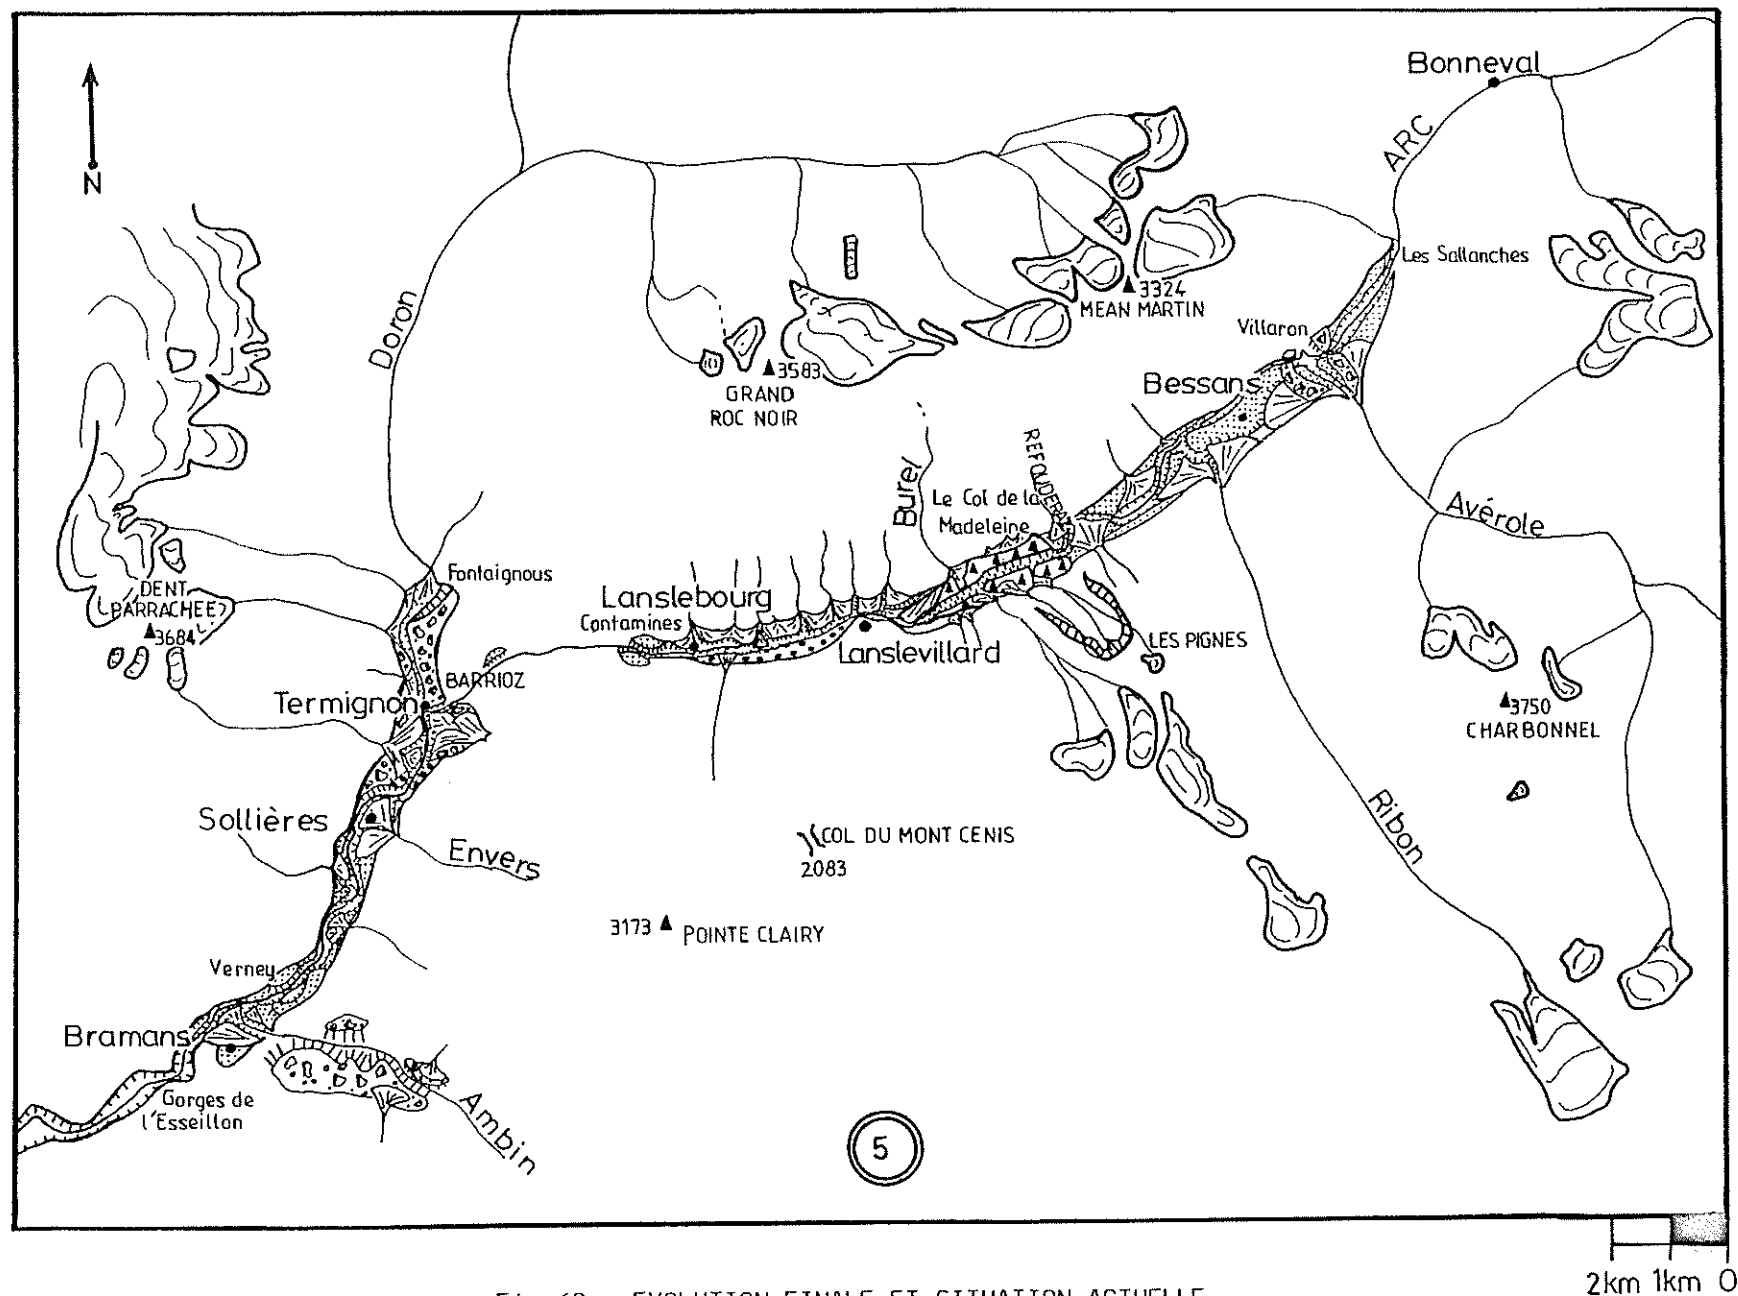 Bonneval
ARC
N
Les Sallanches
3324
MEAN MARTIN
Villaron
Doron
3583
GRAND
ROC NOIR
Bessans
REFOUDERA
Burel
Le Col de la
Madeleine
Avérole
Fontaignous
DENT
PARRACHEE
3684
Lanslebourg
Contamines
LES PIGNES
Lanslevillard
BARRIOZ
Termignon
3750
CHARBONNEL
Sollières
COL DU MONT CENIS
2083
Envers
Ribon
3173
POINTE CLAIRY
Verney
Bramans
Gorges de
l'Esseillon
Ambin
5
2km 1km 0
EVOLUTION FINALE ET SITUATION ACTUELLE